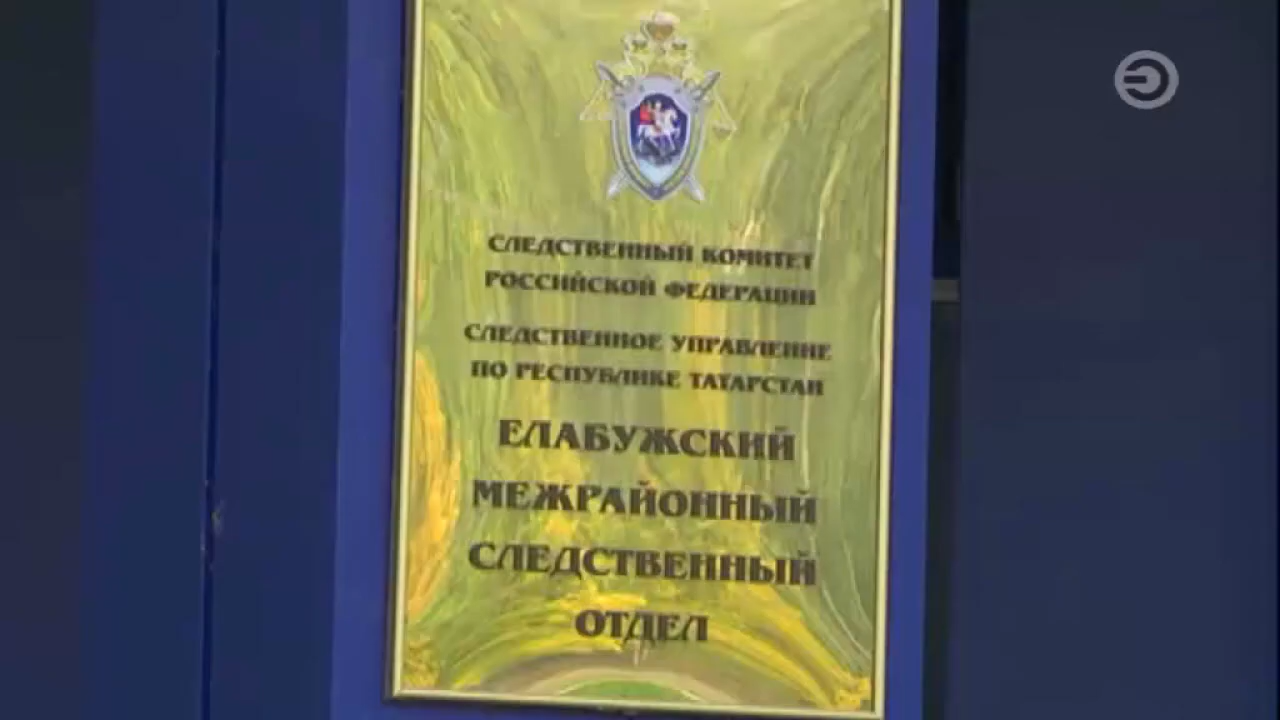 СЛЕДСТВЕННЫЙ КОМИТЕТ
РОССИЙСКОЙ ФЕДЕРАЦИИ
СЛЕДСТВЕННОЕ УПРАВЛЕНИЕ
ПО РЕСПУБЛИКЕ ТАТАРСТАН
ЕЛАБУЖСКИЙ
МЕЖРАЙОННЫЙ
СЛЕДСТВЕННЫЙ
ОТДЕЛ